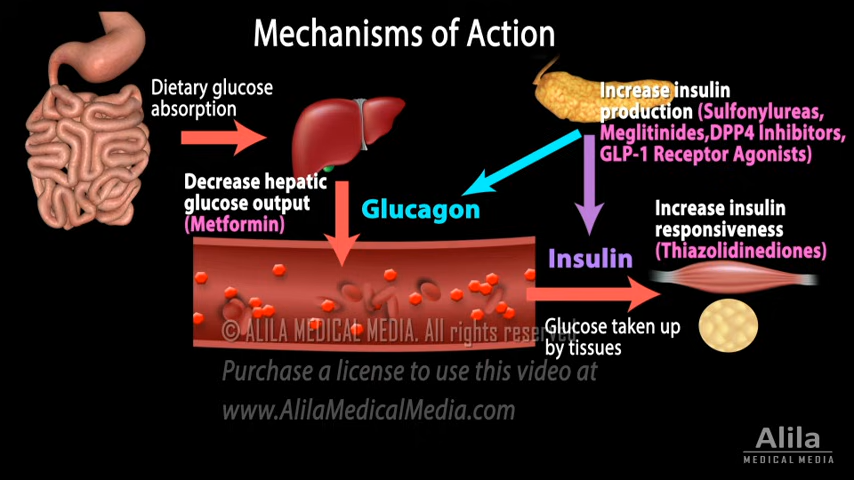 Mechanisms of Action
Dietary glucose
absorption
Increase insulin
production (Sulfonylureas,
Meglitinides,DPP4 Inhibitors,
GLP-1 Receptor Agonists)
Decrease hepatic
glucose output
(Metformin)
Glucagon
Increase insulin
responsiveness
(Thiazolidinediones)
Insulin
Glucose taken up
by tissues
© ALILA MEDICAL MEDIA. All rights reserved.
Purchase a license to use this video at
www.AlilaMedicalMedia.com
Alila
MEDICAL MEDIA